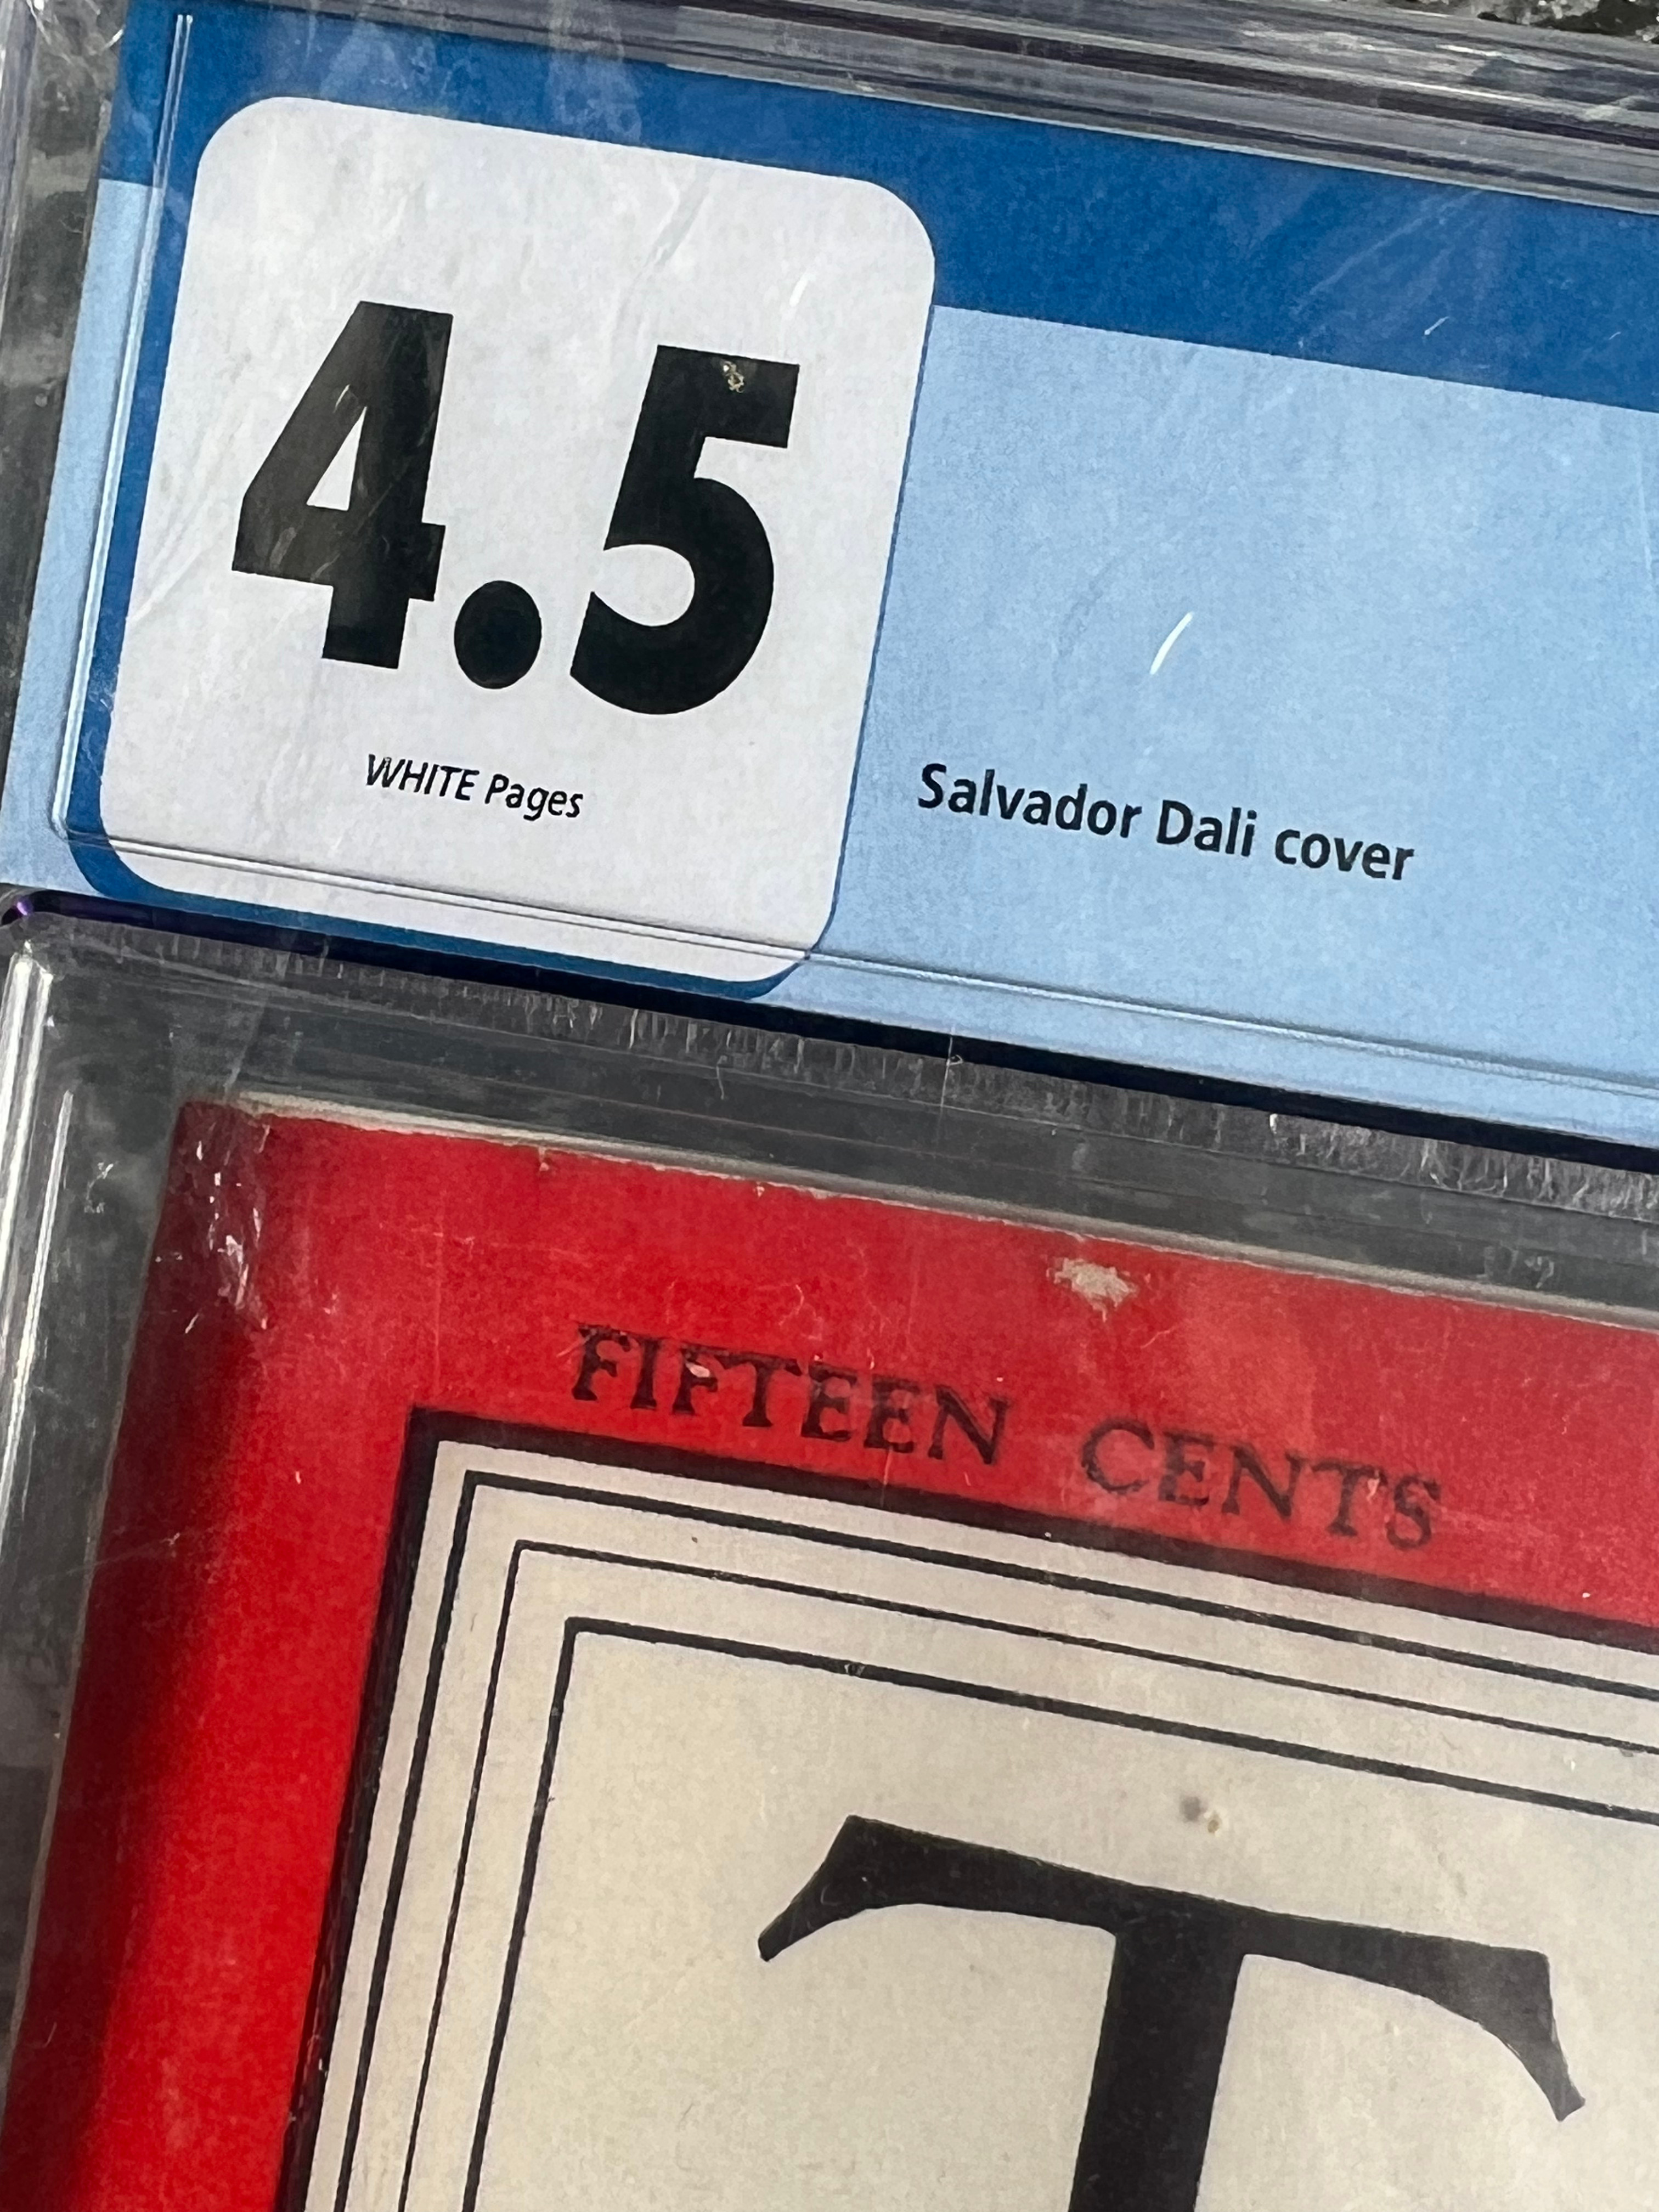 4.5
WHITE Pages
Salvador Dali cover
FIFTEEN CENTS
T